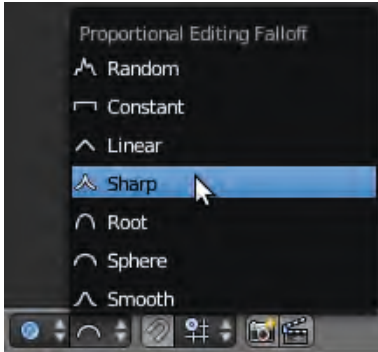 Proportional Editing Falloff
Random
Constant
Linear
Sharp
Root
Sphere
Smooth